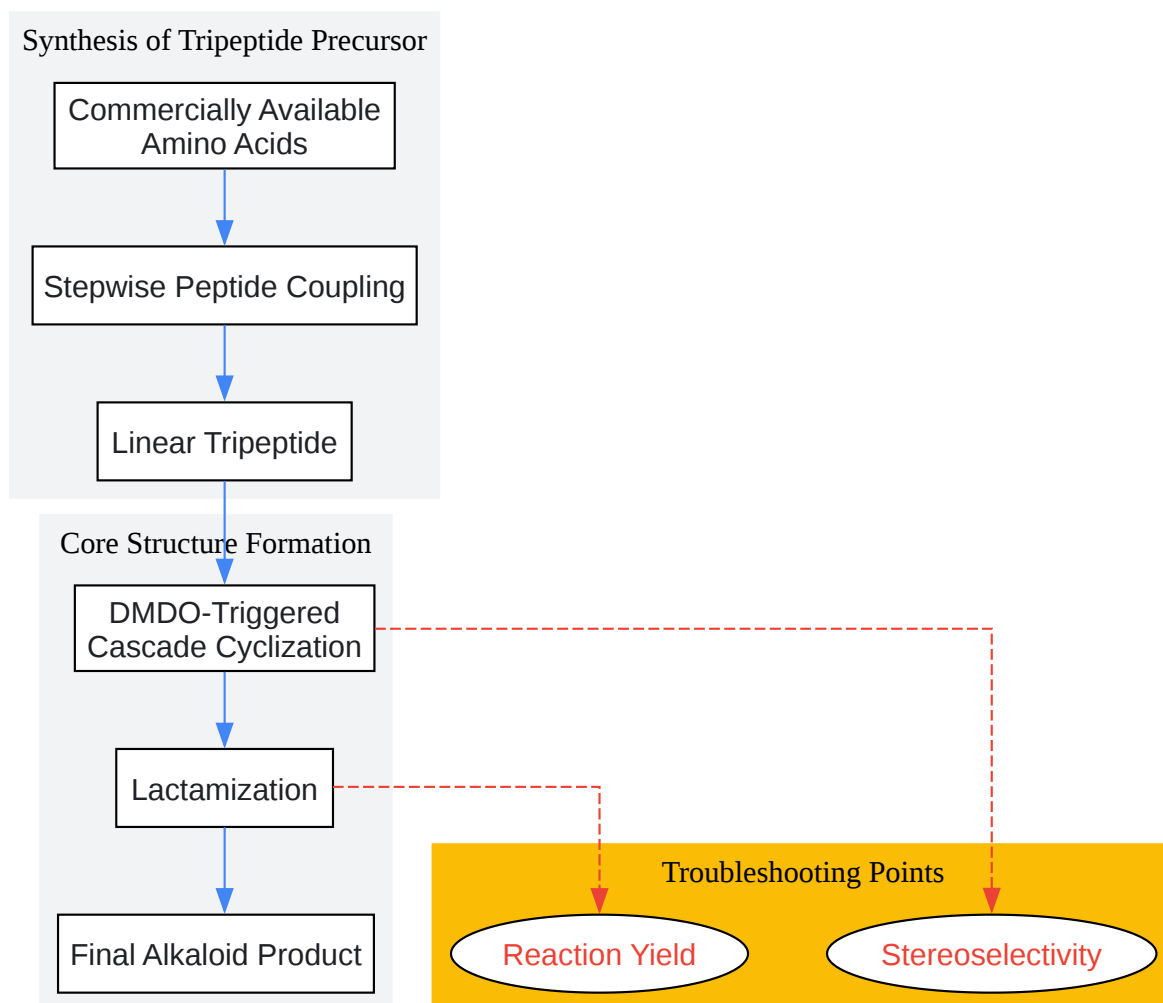 Synthesis of Tripeptide Precursor
Commercially Available
Amino Acids
Stepwise Peptide Coupling
Linear Tripeptide
Core Structure Formation
DMDO-Triggered
Cascade Cyclization
Lactamization
Final Alkaloid Product
Troubleshooting Points
Reaction Yield
Stereoselectivity